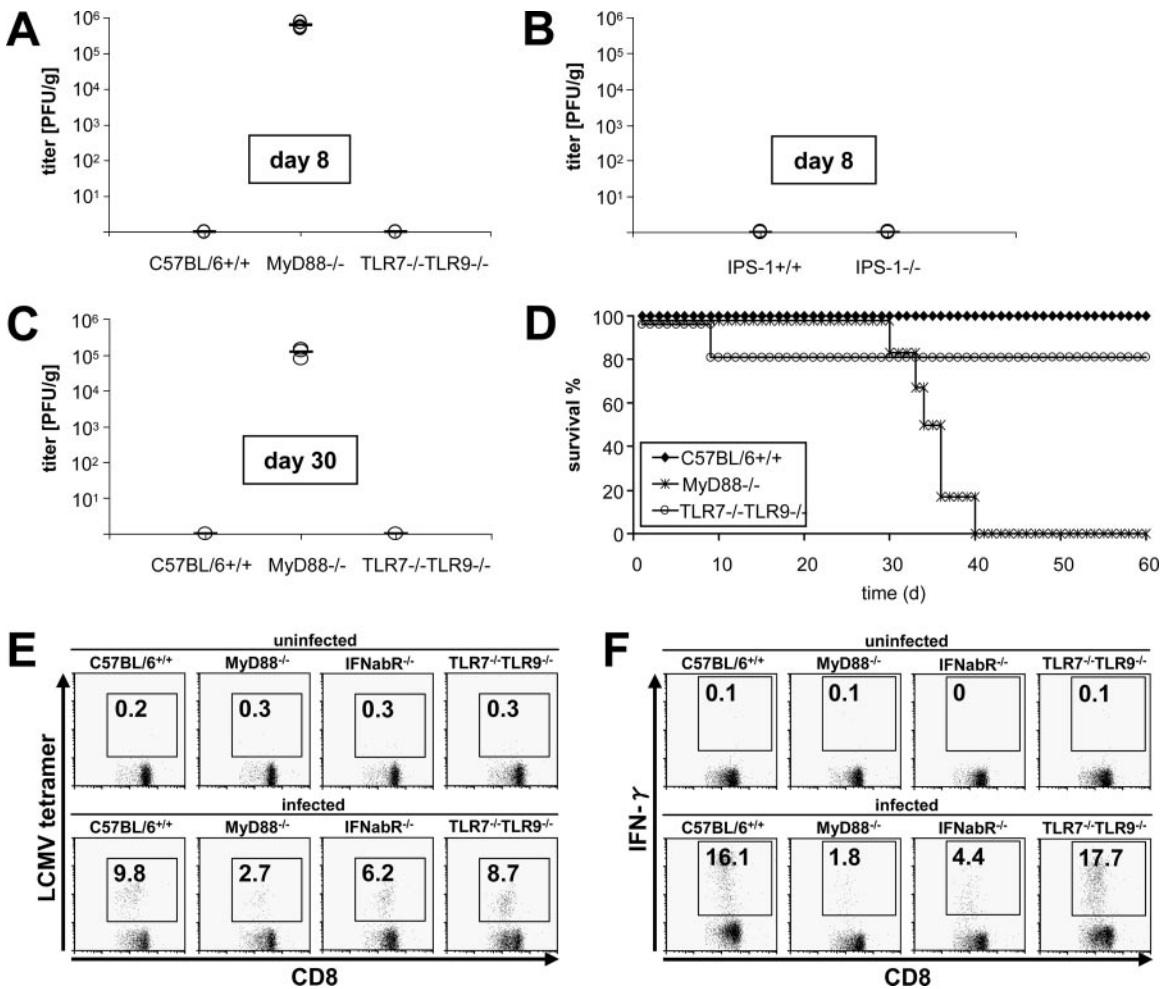 A
titer [PFU/g]
10⁶
10⁵
10⁴
10³
10²
10¹
day 8
C57BL/6+/+ MyD88-/- TLR7-/-TLR9-/-
B
titer [PFU/g]
10⁶
10⁵
10⁴
10³
10²
10¹
day 8
IPS-1+/+ IPS-1-/-
C
titer [PFU/g]
10⁶
10⁵
10⁴
10³
10²
10¹
day 30
C57BL/6+/+ MyD88-/- TLR7-/-TLR9-/-
D
survival %
100
80
60
40
20
0
C57BL/6+/+
MyD88-/-
TLR7-/-TLR9-/-
0 10 20 30 40 50 60
time (d)
E
LCMV tetramer
uninfected
C57BL/6+/+ MyD88-/- IFNabR-/- TLR7-/-TLR9-/-
0.2 0.3 0.3 0.3
infected
C57BL/6+/+ MyD88-/- IFNabR-/- TLR7-/-TLR9-/-
9.8 2.7 6.2 8.7
CD8
F
IFN-γ
uninfected
C57BL/6+/+ MyD88-/- IFNabR-/- TLR7-/-TLR9-/-
0.1 0.1 0 0.1
infected
C57BL/6+/+ MyD88-/- IFNabR-/- TLR7-/-TLR9-/-
16.1 1.8 4.4 17.7
CD8